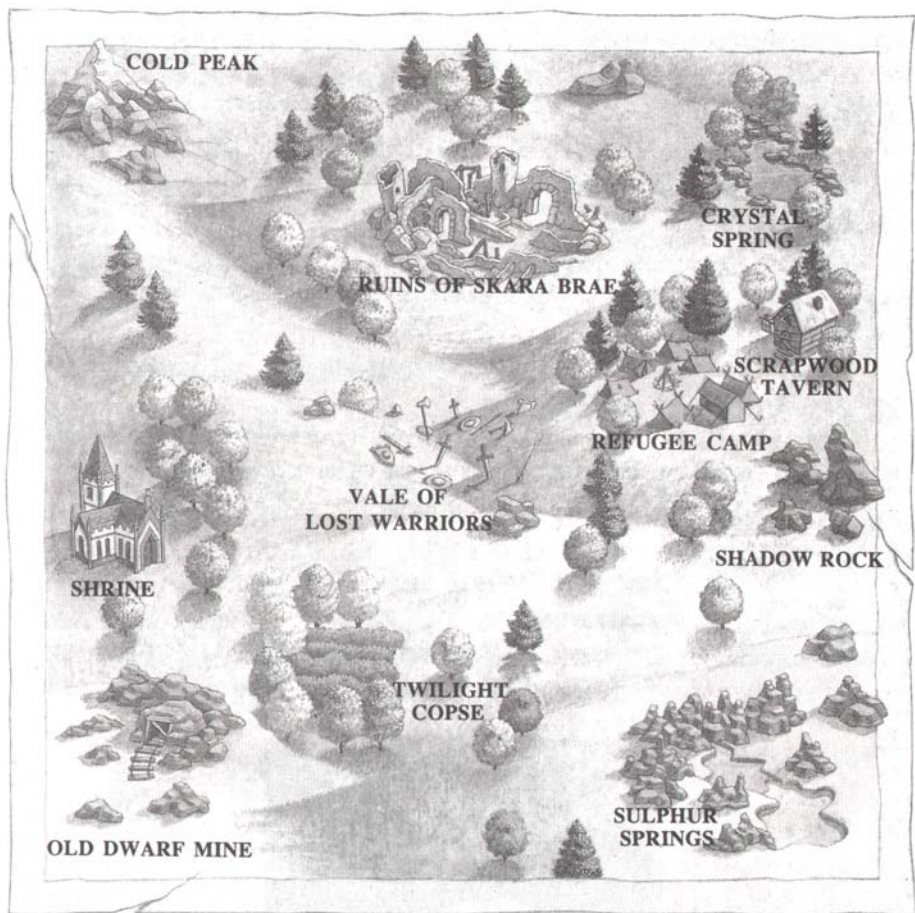 COLD PEAK
CRYSTAL
SPRING
RUINS OF SKARA BRAE
SCRAPWOOD
TAVERN
REFUGEE CAMP
VALE OF
LOST WARRIORS
SHADOW ROCK
SHRINE
TWILIGHT
COPSE
SULPHUR
SPRINGS
OLD DWARF MINE